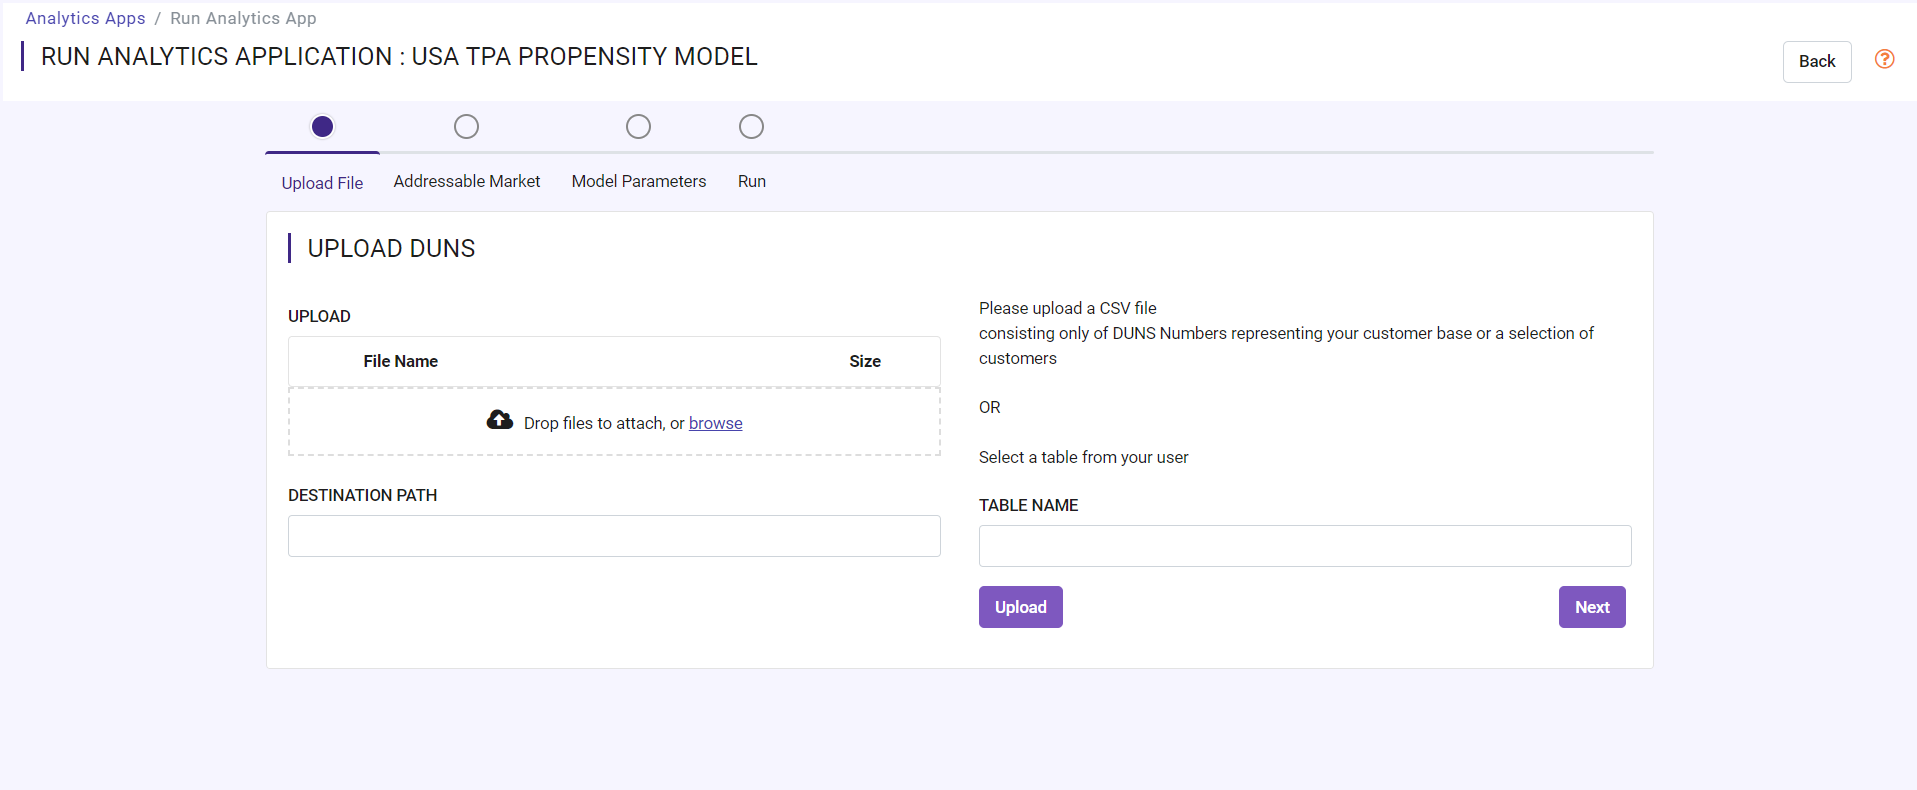 Analytics Apps / Run Analytics App
RUN ANALYTICS APPLICATION : USA TPA PROPENSITY MODEL
Back
Upload File
Addressable Market
Model Parameters
Run
UPLOAD DUNS
UPLOAD
File Name
Size
Drop files to attach, or browse
DESTINATION PATH
Please upload a CSV file
consisting only of DUNS Numbers representing your customer base or a selection of
customers
OR
Select a table from your user
TABLE NAME
Upload
Next